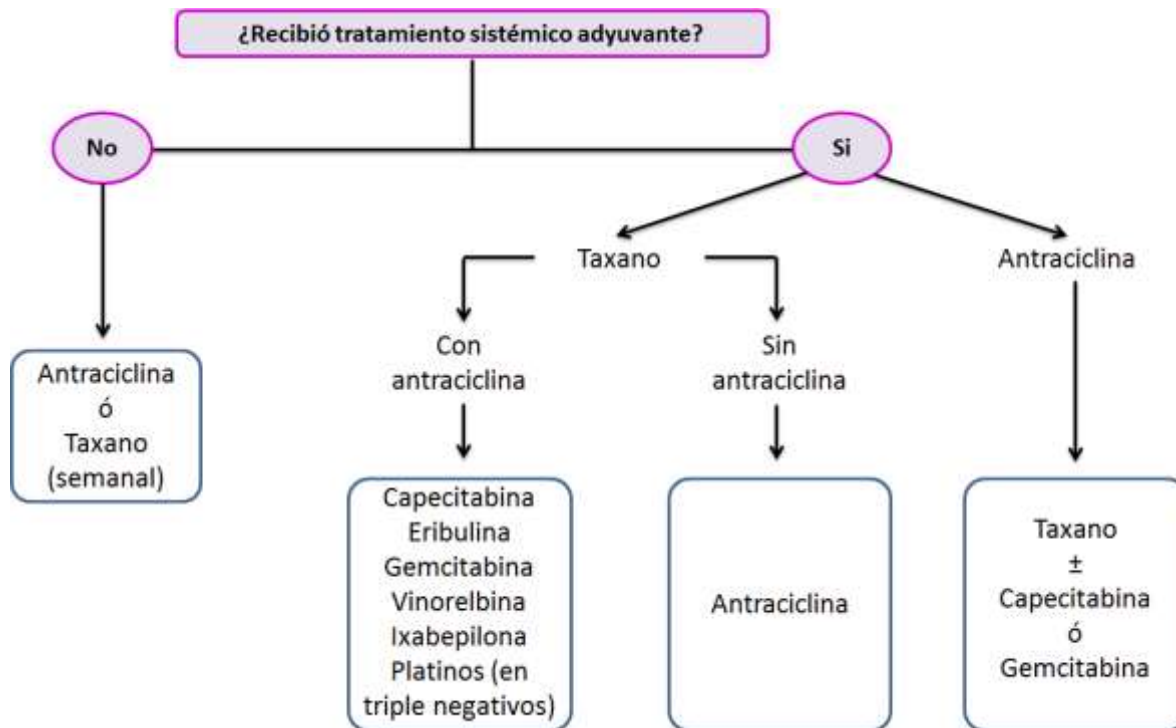 ¿Recibió tratamiento sistémico adyuvante?
No
Si
Taxano
Antraciclina
Con
antraciclina
Sin
antraciclina
Antraciclina
ó
Taxano
(semanal)
Capecitabina
Eribulina
Gemcitabina
Vinorelbina
Ixabepilona
Platinos (en
triple negativos)
Antraciclina
Taxano
±
Capecitabina
ó
Gemcitabina